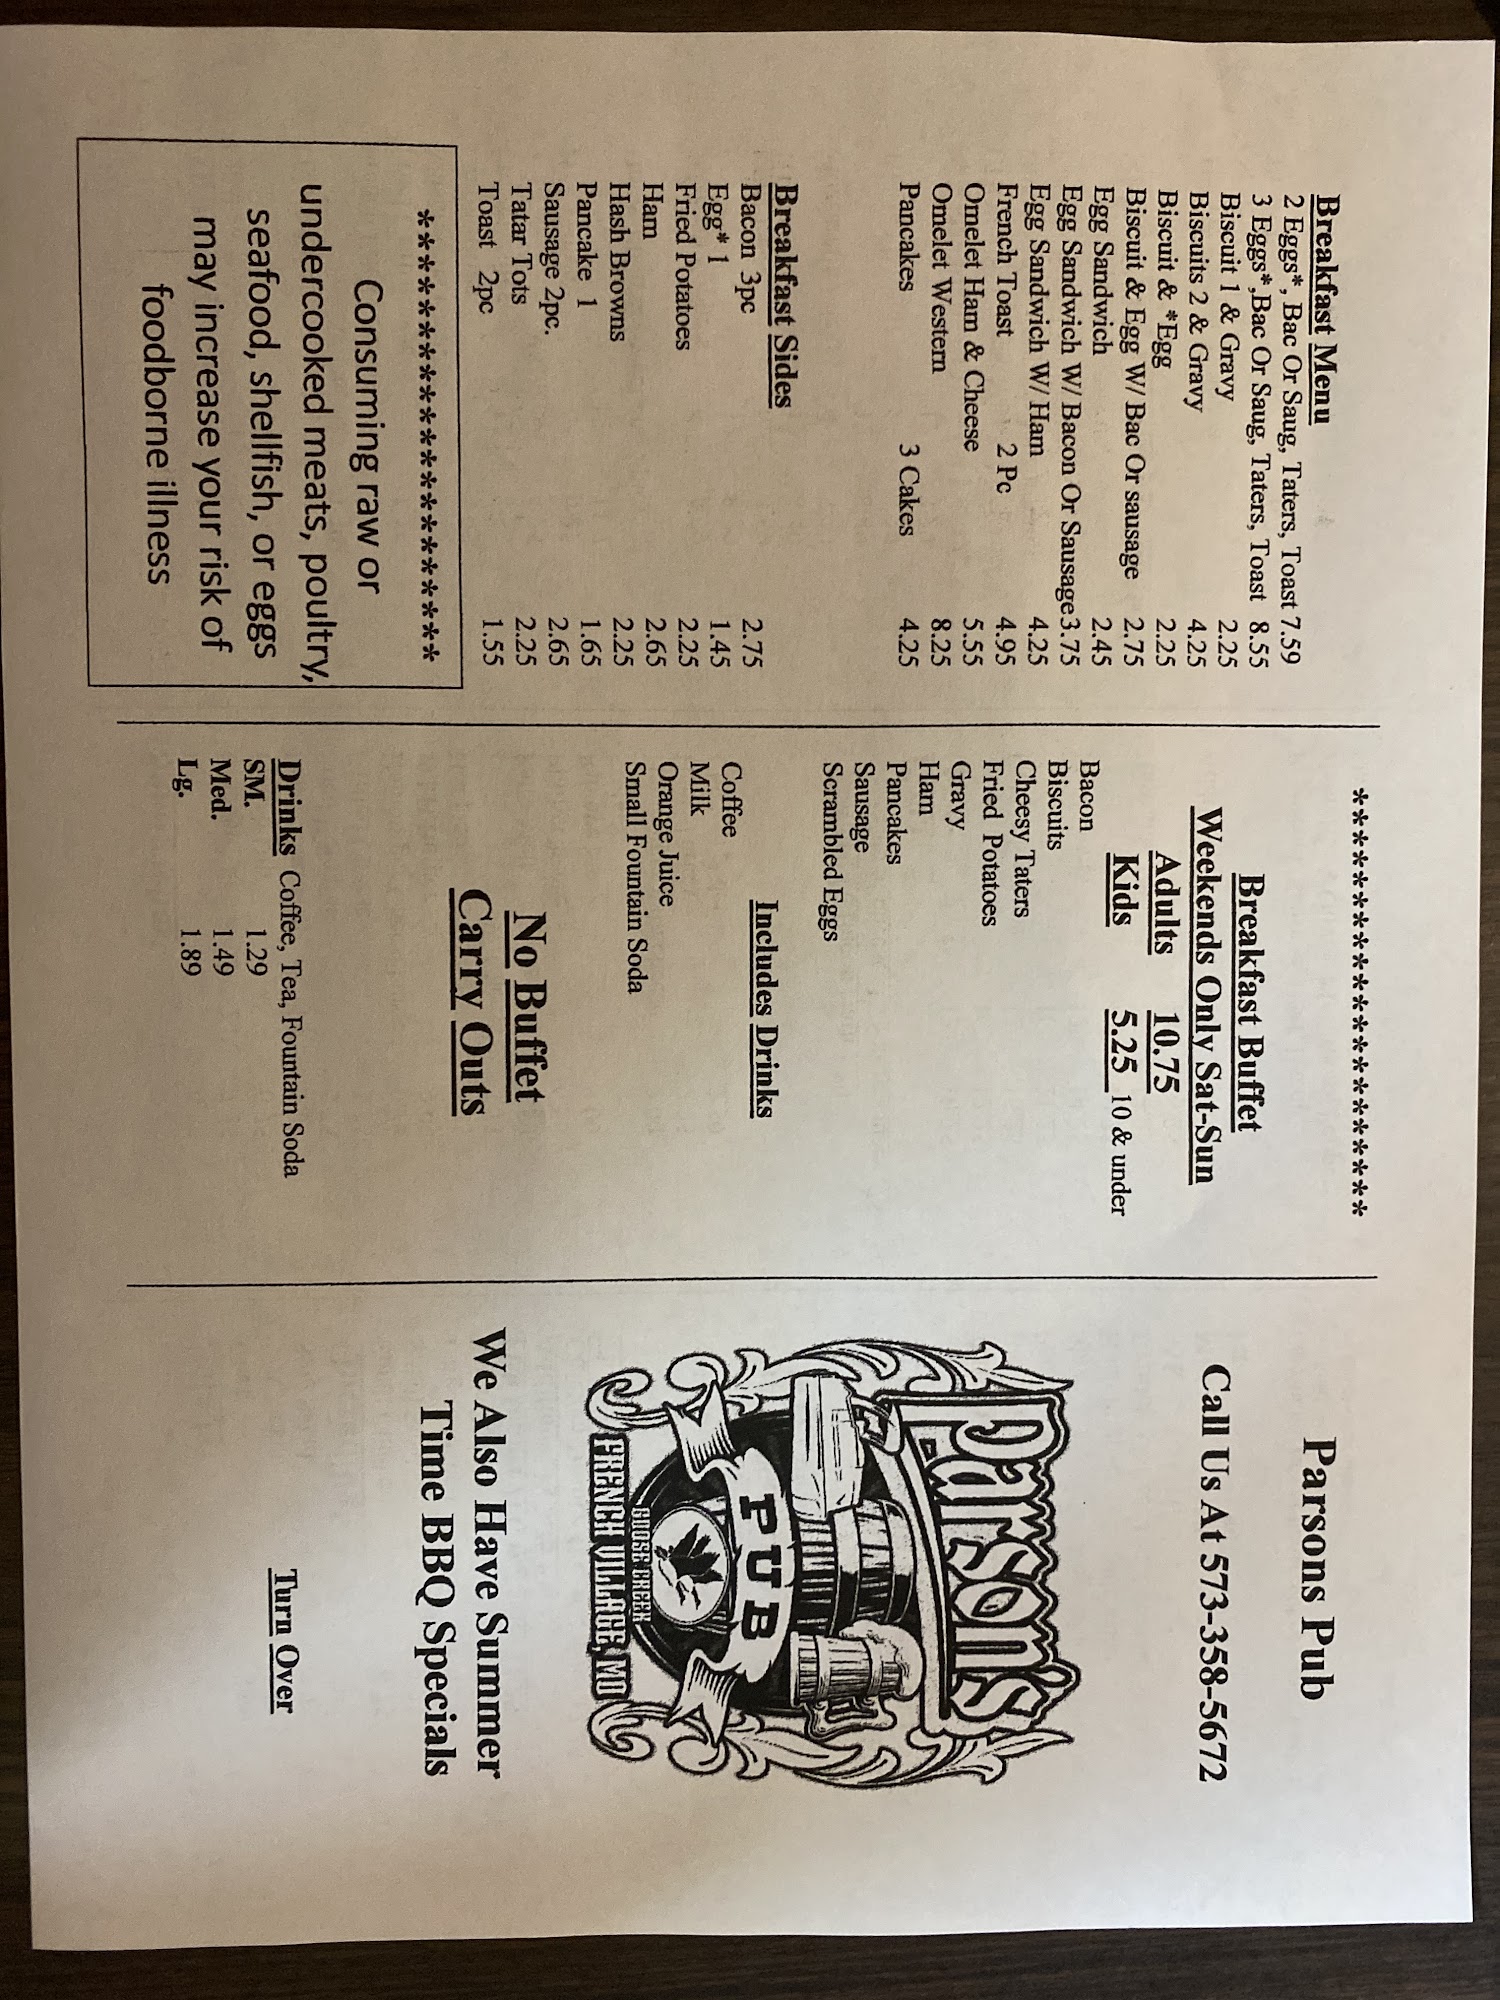 Breakfast Menu
2 Eggs*, Bac Or Saug, Taters, Toast 7.59
3 Eggs*,Bac Or Saug, Taters, Toast 8.55
Biscuit 1 & Gravy 2.25
Biscuits 2 & Gravy 4.25
Biscuit & *Egg 2.25
Biscuit & Egg W/ Bac Or sausage 2.75
Egg Sandwich 2.45
Egg Sandwich W/ Bacon Or Sausage3.75
Egg Sandwich W/ Ham 4.25
French Toast 2 Pc 4.95
Omelet Ham & Cheese 5.55
Omelet Western 8.25
Pancakes 3 Cakes 4.25
Breakfast Sides
Bacon 3pc 2.75
Egg* 1 1.45
Fried Potatoes 2.25
Ham 2.65
Hash Browns 2.25
Pancake 1 1.65
Sausage 2pc. 2.65
Tatar Tots 2.25
Toast 2pc 1.55
**********************
Consuming raw or
undercooked meats, poultry,
seafood, shellfish, or eggs
may increase your risk of
foodborne illness
**********************
Breakfast Buffet
Weekends Only Sat-Sun
Adults 10.75
Kids 5.25 10 & under
Bacon
Biscuits
Cheesy Taters
Fried Potatoes
Gravy
Ham
Pancakes
Sausage
Scrambled Eggs
Includes Drinks
Coffee
Milk
Orange Juice
Small Fountain Soda
No Buffet
Carry Outs
Drinks Coffee, Tea, Fountain Soda
SM. 1.29
Med. 1.49
Lg. 1.89
Parsons Pub
Call Us At 573-358-5672
Parson's
PUB
GOOSE CREEK
FRENCH VILLAGE, MO
We Also Have Summer
Time BBQ Specials
Turn Over